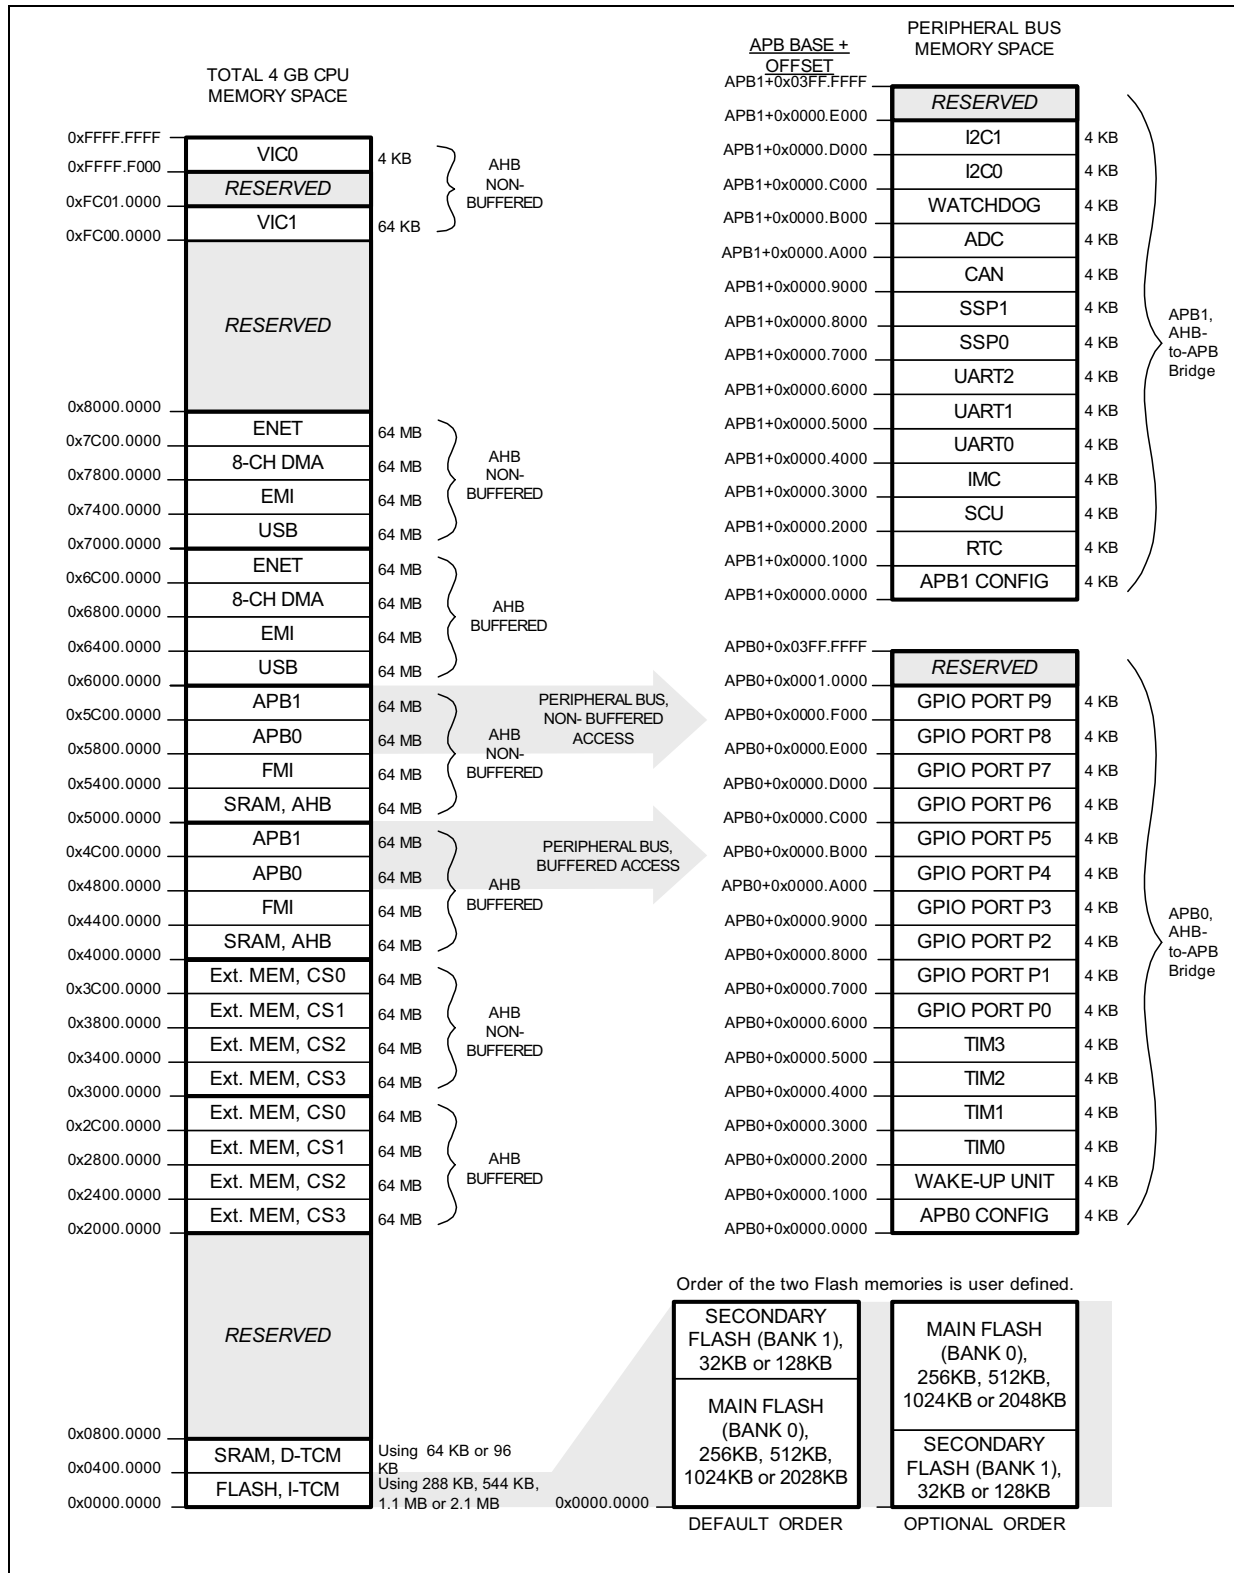 TOTAL 4 GB CPU
MEMORY SPACE
0xFFFF.FFFF
VIC0
4 KB
0xFFFF.F000
RESERVED
0xFC01.0000
VIC1
64 KB
0xFC00.0000
AHB
NON-
BUFFERED
RESERVED
0x8000.0000
ENET
64 MB
0x7C00.0000
8-CH DMA
64 MB
0x7800.0000
EMI
64 MB
0x7400.0000
USB
64 MB
0x7000.0000
AHB
NON-
BUFFERED
ENET
64 MB
0x6C00.0000
8-CH DMA
64 MB
0x6800.0000
EMI
64 MB
0x6400.0000
USB
64 MB
0x6000.0000
AHB
BUFFERED
APB1
64 MB
0x5C00.0000
APB0
64 MB
0x5800.0000
FMI
64 MB
0x5400.0000
SRAM, AHB
64 MB
0x5000.0000
AHB
NON-
BUFFERED
PERIPHERAL BUS,
NON- BUFFERED
ACCESS
APB1
64 MB
0x4C00.0000
APB0
64 MB
0x4800.0000
FMI
64 MB
0x4400.0000
SRAM, AHB
64 MB
0x4000.0000
AHB
BUFFERED
PERIPHERAL BUS,
BUFFERED ACCESS
Ext. MEM, CS0
64 MB
0x3C00.0000
Ext. MEM, CS1
64 MB
0x3800.0000
Ext. MEM, CS2
64 MB
0x3400.0000
Ext. MEM, CS3
64 MB
0x3000.0000
AHB
NON-
BUFFERED
Ext. MEM, CS0
64 MB
0x2C00.0000
Ext. MEM, CS1
64 MB
0x2800.0000
Ext. MEM, CS2
64 MB
0x2400.0000
Ext. MEM, CS3
64 MB
0x2000.0000
AHB
BUFFERED
RESERVED
0x0800.0000
SRAM, D-TCM
Using 64 KB or 96
KB
0x0400.0000
FLASH, I-TCM
Using 288 KB, 544 KB,
1.1 MB or 2.1 MB
0x0000.0000
APB BASE +
OFFSET
PERIPHERAL BUS
MEMORY SPACE
APB1+0x03FF.FFFF
RESERVED
APB1+0x0000.E000
I2C1
4 KB
APB1+0x0000.D000
I2C0
4 KB
APB1+0x0000.C000
WATCHDOG
4 KB
APB1+0x0000.B000
ADC
4 KB
APB1+0x0000.A000
CAN
4 KB
APB1+0x0000.9000
SSP1
4 KB
APB1+0x0000.8000
SSP0
4 KB
APB1+0x0000.7000
UART2
4 KB
APB1+0x0000.6000
UART1
4 KB
APB1+0x0000.5000
UART0
4 KB
APB1+0x0000.4000
IMC
4 KB
APB1+0x0000.3000
SCU
4 KB
APB1+0x0000.2000
RTC
4 KB
APB1+0x0000.1000
APB1 CONFIG
4 KB
APB1+0x0000.0000
APB1,
AHB-
to-APB
Bridge
APB0+0x03FF.FFFF
RESERVED
APB0+0x0001.0000
GPIO PORT P9
4 KB
APB0+0x0000.F000
GPIO PORT P8
4 KB
APB0+0x0000.E000
GPIO PORT P7
4 KB
APB0+0x0000.D000
GPIO PORT P6
4 KB
APB0+0x0000.C000
GPIO PORT P5
4 KB
APB0+0x0000.B000
GPIO PORT P4
4 KB
APB0+0x0000.A000
GPIO PORT P3
4 KB
APB0+0x0000.9000
GPIO PORT P2
4 KB
APB0+0x0000.8000
GPIO PORT P1
4 KB
APB0+0x0000.7000
GPIO PORT P0
4 KB
APB0+0x0000.6000
TIM3
4 KB
APB0+0x0000.5000
TIM2
4 KB
APB0+0x0000.4000
TIM1
4 KB
APB0+0x0000.3000
TIM0
4 KB
APB0+0x0000.2000
WAKE-UP UNIT
4 KB
APB0+0x0000.1000
APB0 CONFIG
4 KB
APB0+0x0000.0000
APB0,
AHB-
to-APB
Bridge
Order of the two Flash memories is user defined.
SECONDARY
FLASH (BANK 1),
32KB or 128KB
MAIN FLASH
(BANK 0),
256KB, 512KB,
1024KB or 2028KB
0x0000.0000
DEFAULT ORDER
MAIN FLASH
(BANK 0),
256KB, 512KB,
1024KB or 2048KB
SECONDARY
FLASH (BANK 1),
32KB or 128KB
OPTIONAL ORDER